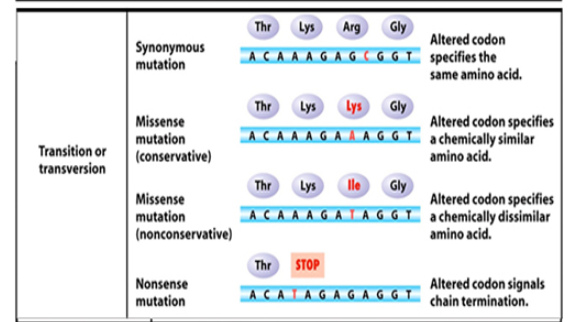 Transition or
transversion
Synonymous
mutation
Thr Lys Arg Gly
A C A A A G A G C G G T
Altered codon
specifies the
same amino acid.
Missense
mutation
(conservative)
Thr Lys Lys Gly
A C A A A G A A A G G T
Altered codon specifies
a chemically similar
amino acid.
Missense
mutation
(nonconservative)
Thr Lys Ile Gly
A C A A A G A T A G G T
Altered codon specifies
a chemically dissimilar
amino acid.
Nonsense
mutation
Thr STOP
A C A T A G A G A G G T
Altered codon signals
chain termination.